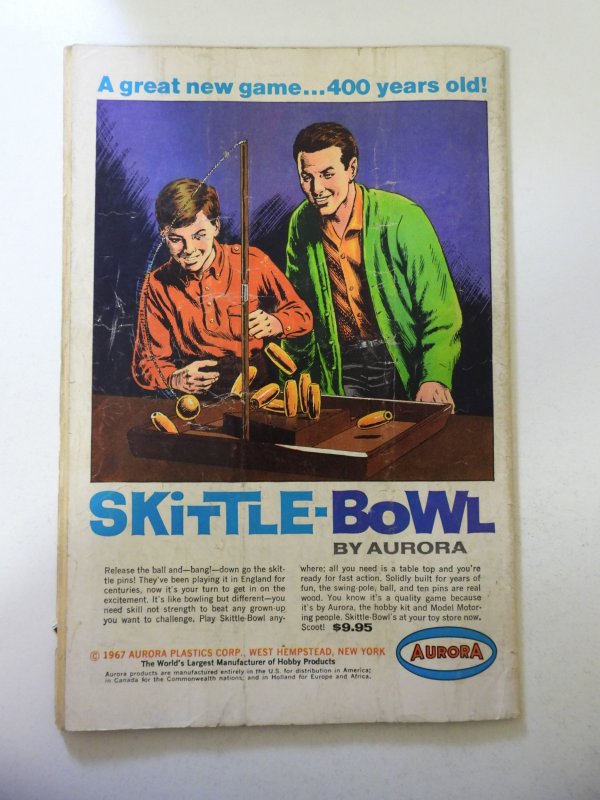 A great new game...400 years old!
SKiTTLE-BoWL
BY AURORA
Release the ball and—bang!—down go the skit-
tle pins! They've been playing it in England for
centuries, now it's your turn to get in on the
excitement. It's like bowling but different—you
need skill not strength to beat any grown-up
you want to challenge. Play Skittle-Bowl any-
where; all you need is a table top and you're
ready for fast action. Solidly built for years of
fun, the swing-pole, ball, and ten pins are real
wood. You know it's a quality game because
it's by Aurora, the hobby kit and Model Motor-
ing people. Skittle-Bowl's at your toy store now.
Scoot! $9.95
© 1967 AURORA PLASTICS CORP., WEST HEMPSTEAD, NEW YORK
The World's Largest Manufacturer of Hobby Products
Aurora products are manufactured entirely in the U.S. for distribution in America;
in Canada for the Commonwealth nations; and in Holland for Europe and Africa.
AURORA